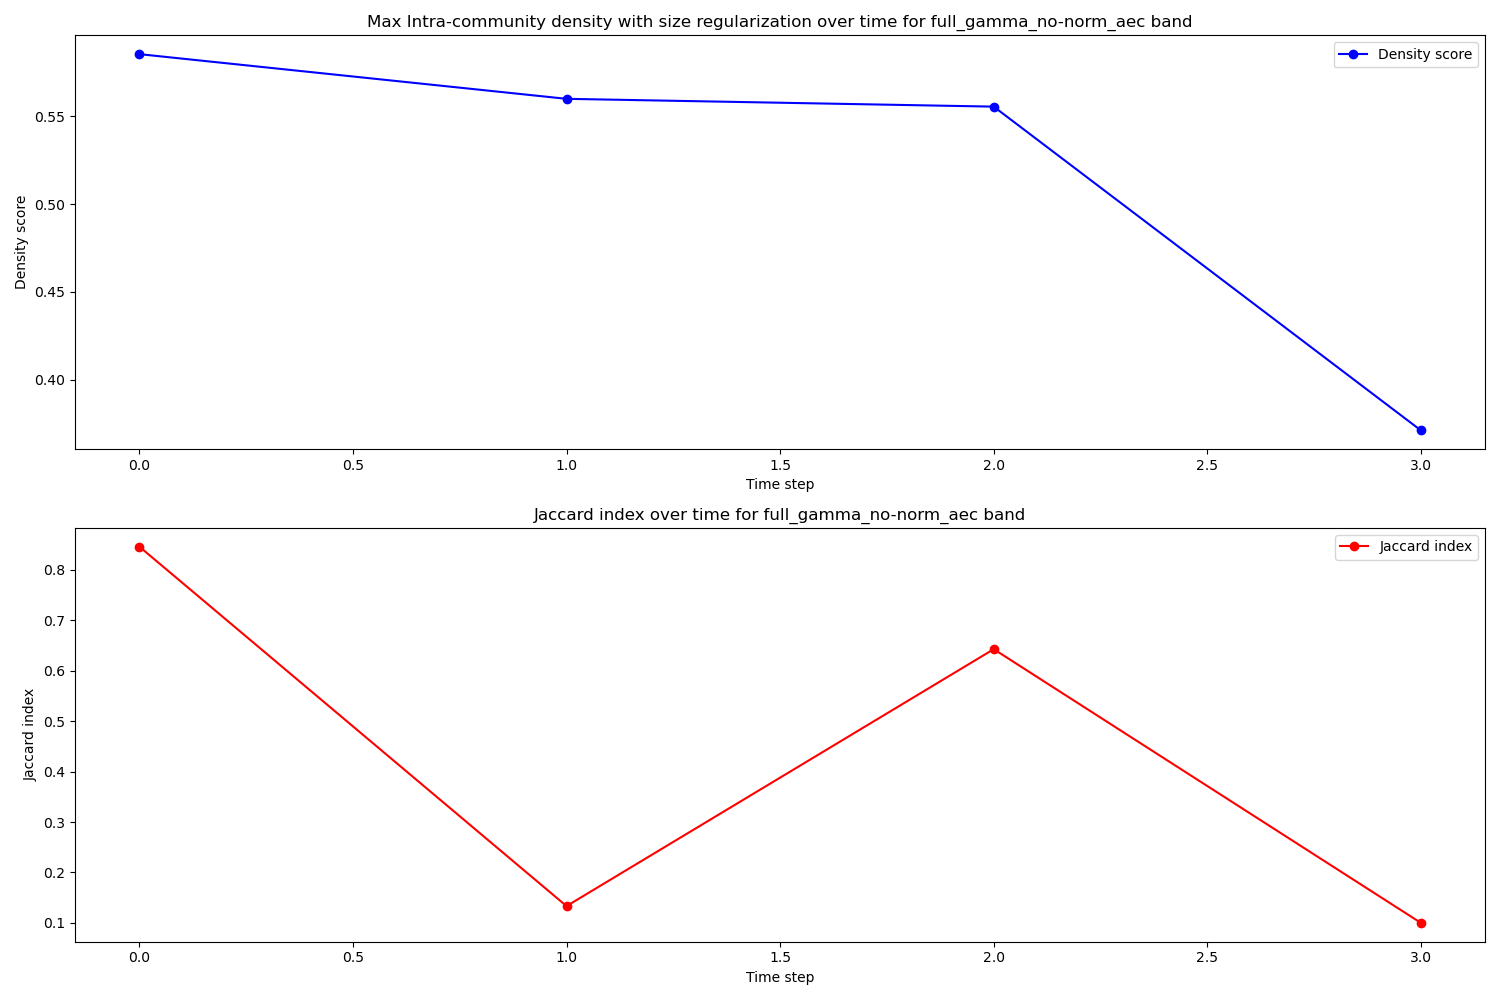 Max Intra-community density with size regularization over time for full_gamma_no-norm_aec band
Density score
0.55
0.50
0.45
0.40
Density score
0.0 0.5 1.0 1.5 2.0 2.5 3.0
Time step
Jaccard index over time for full_gamma_no-norm_aec band
Jaccard index
0.8
0.7
0.6
0.5
0.4
0.3
0.2
0.1
Jaccard index
0.0 0.5 1.0 1.5 2.0 2.5 3.0
Time step